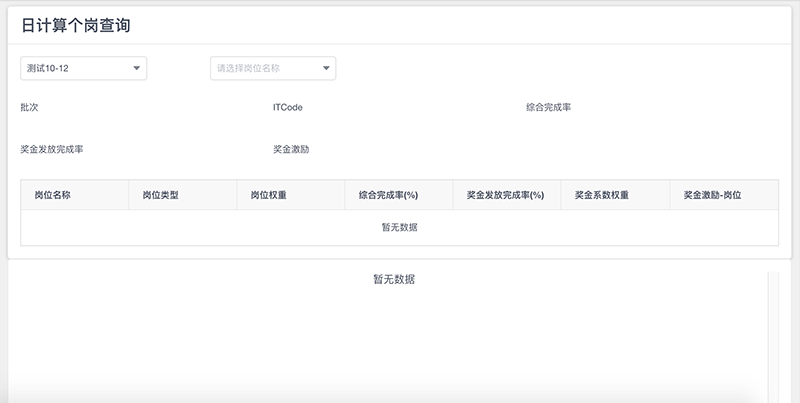 日计算个岗查询
测试10-12 请选择岗位名称
批次 ITCode 综合完成率
奖金发放完成率 奖金激励
岗位名称 岗位类型 岗位权重 综合完成率(%) 奖金发放完成率(%) 奖金系数权重 奖金激励-岗位
暂无数据
暂无数据